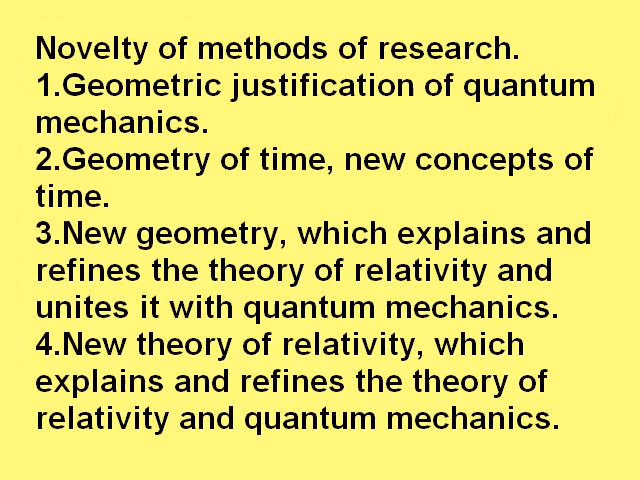 Novelty of methods of research.
1.Geometric justification of quantum
mechanics.
2.Geometry of time, new concepts of
time.
3.New geometry, which explains and
refines the theory of relativity and
unites it with quantum mechanics.
4.New theory of relativity, which
explains and refines the theory of
relativity and quantum mechanics.